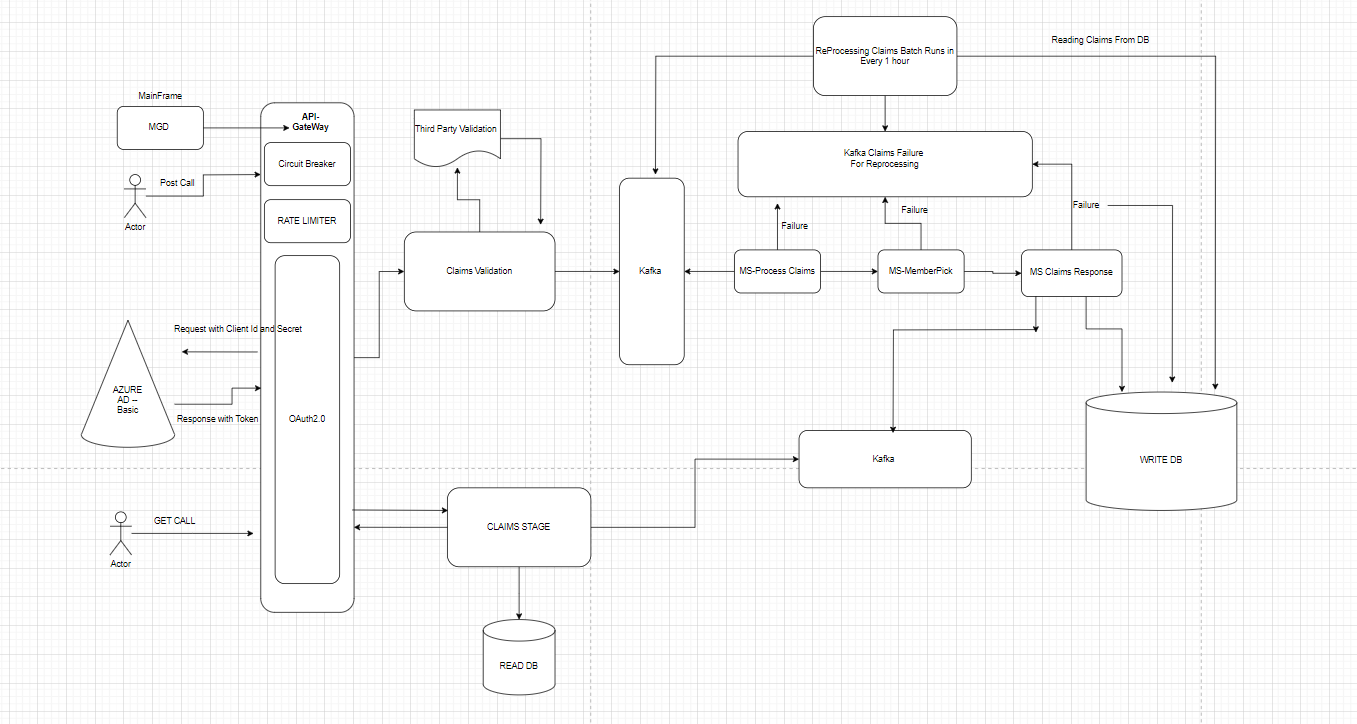 ReProcessing Claims Batch Runs in
Every 1 hour
Reading Claims From DB
MainFrame
MGD
API-
GateWay
Circuit Breaker
Post Call
Actor
RATE LIMITER
Third Party Validation
Kafka Claims Failure
For Reprocessing
Failure
Failure
Failure
Claims Validation
Kafka
MS-Process Claims
MS-MemberPick
MS Claims Response
Request with Client Id and Secret
AZURE
AD --
Basic
Response with Token
OAuth2.0
Kafka
WRITE DB
GET CALL
Actor
CLAIMS STAGE
READ DB